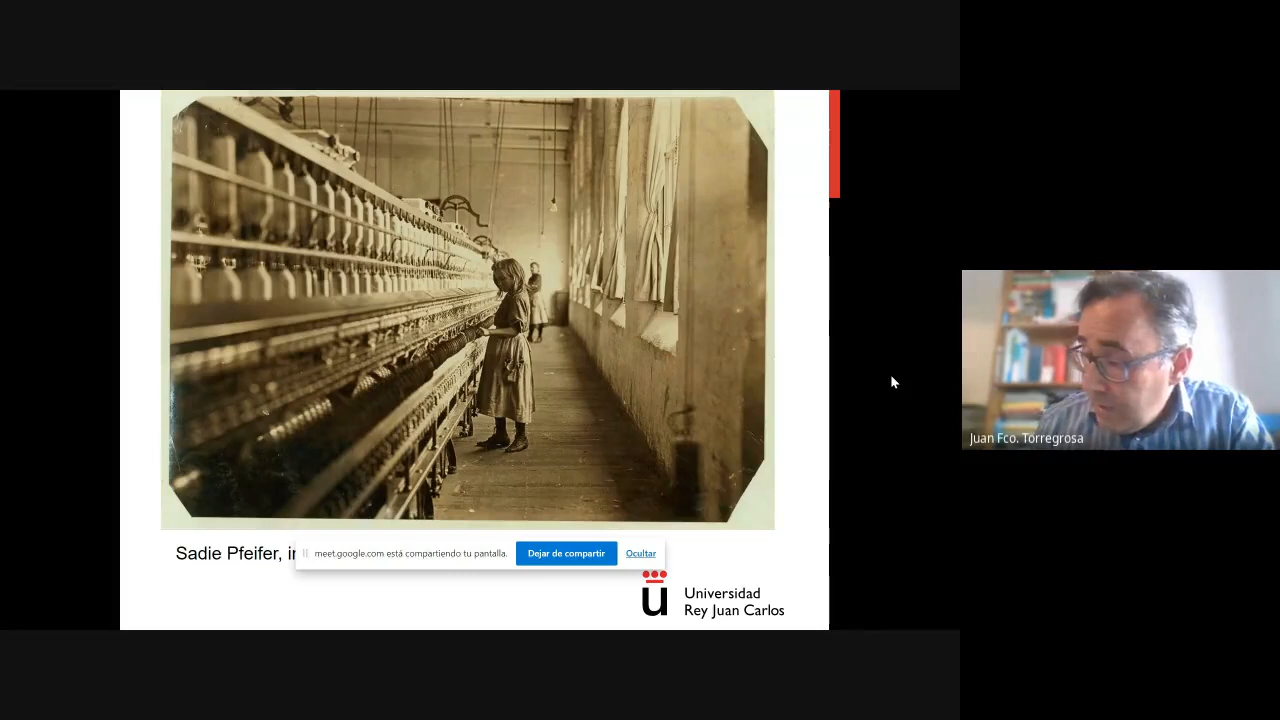 Sadie Pfeifer, i
meet.google.com está compartiendo tu pantalla.
Dejar de compartir
Ocultar
Universidad
Rey Juan Carlos
Juan Fco. Torregrosa